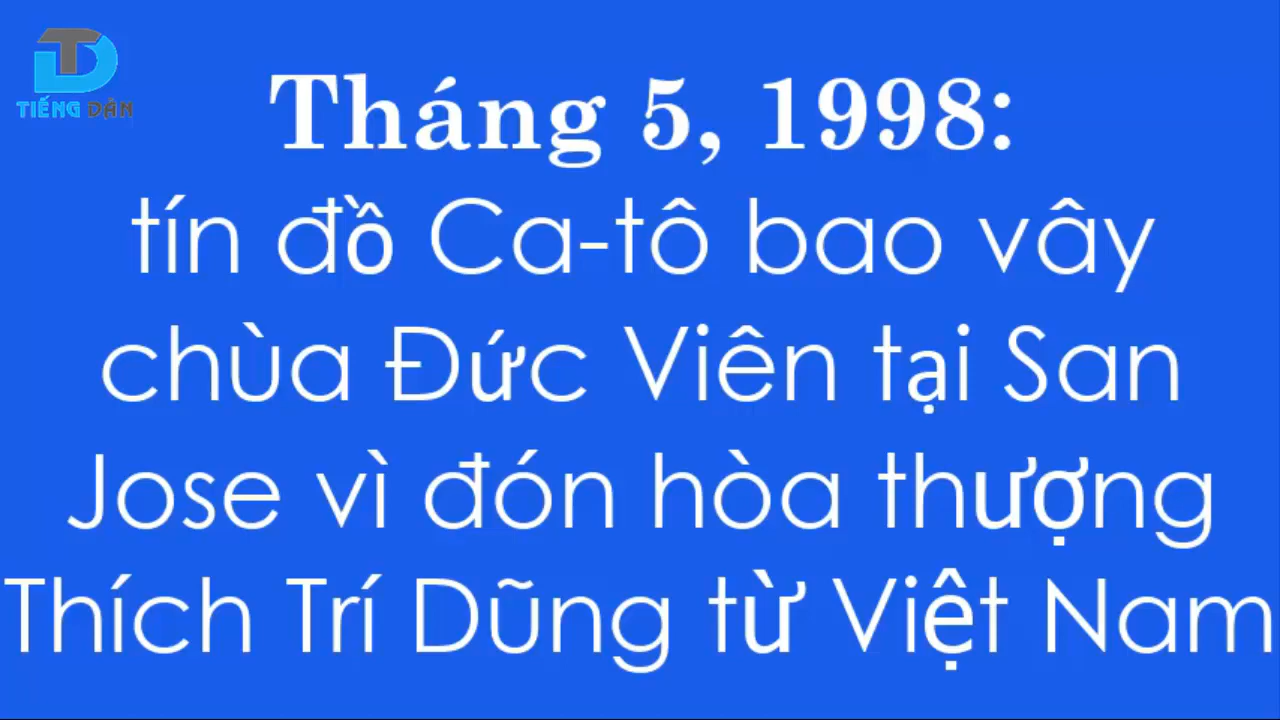 TIẾNG DÂN
Tháng 5, 1998:
tín đồ Ca-tô bao vây
chùa Đức Viên tại San
Jose vì đón hòa thượng
Thích Trí Dũng từ Việt Nam